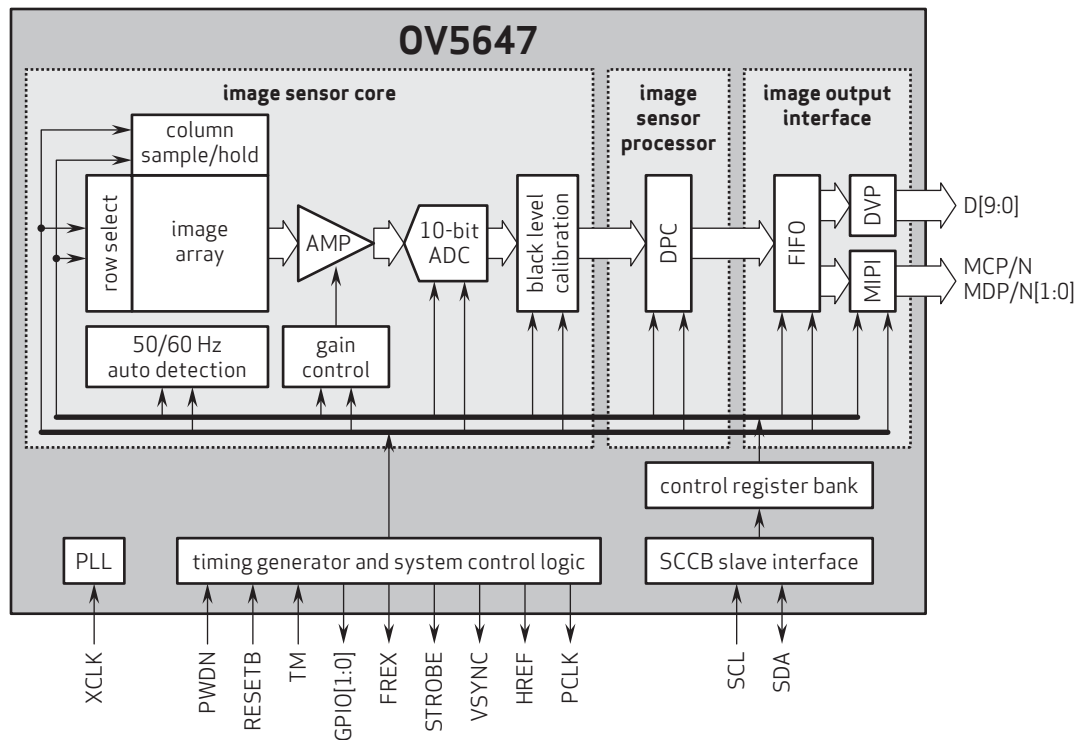 OV5647
image sensor core
image
sensor
processor
image output
interface
column
sample/hold
row select
image
array
AMP
10-bit
ADC
black level
calibration
DPC
FIFO
DVP
MIPI
D[9:0]
MCP/N
MDP/N[1:0]
50/60 Hz
auto detection
gain
control
control register bank
PLL
timing generator and system control logic
SCCB slave interface
XCLK
PWDN
RESETB
TM
GPIO[1:0]
FREX
STROBE
VSYNC
HREF
PCLK
SCL
SDA